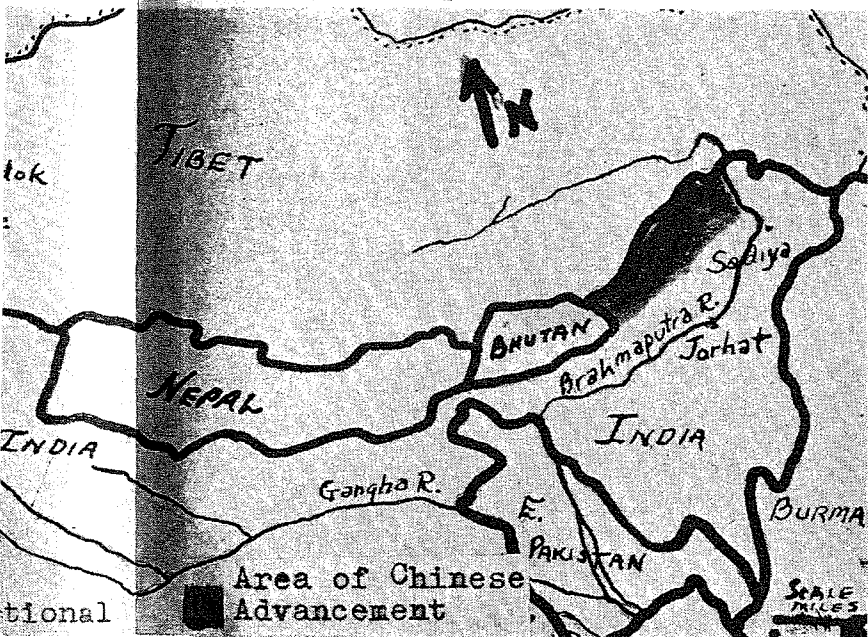 N
TIBET
lok
Sadiya
BHUTAN
Brahmaputra R.
Jorhat
NEPAL
INDIA
INDIA
Gangha R.
E.
PAKISTAN
BURMA
Area of Chinese
Advancement
tional
SCALE
MILES